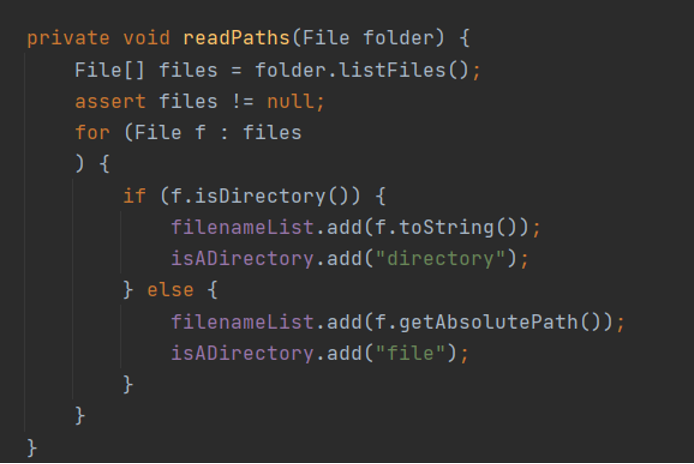 private void readPaths(File folder) {
    File[] files = folder.listFiles();
    assert files != null;
    for (File f : files
    ) {
        if (f.isDirectory()) {
            filenameList.add(f.toString());
            isADirectory.add("directory");
        } else {
            filenameList.add(f.getAbsolutePath());
            isADirectory.add("file");
        }
    }
}